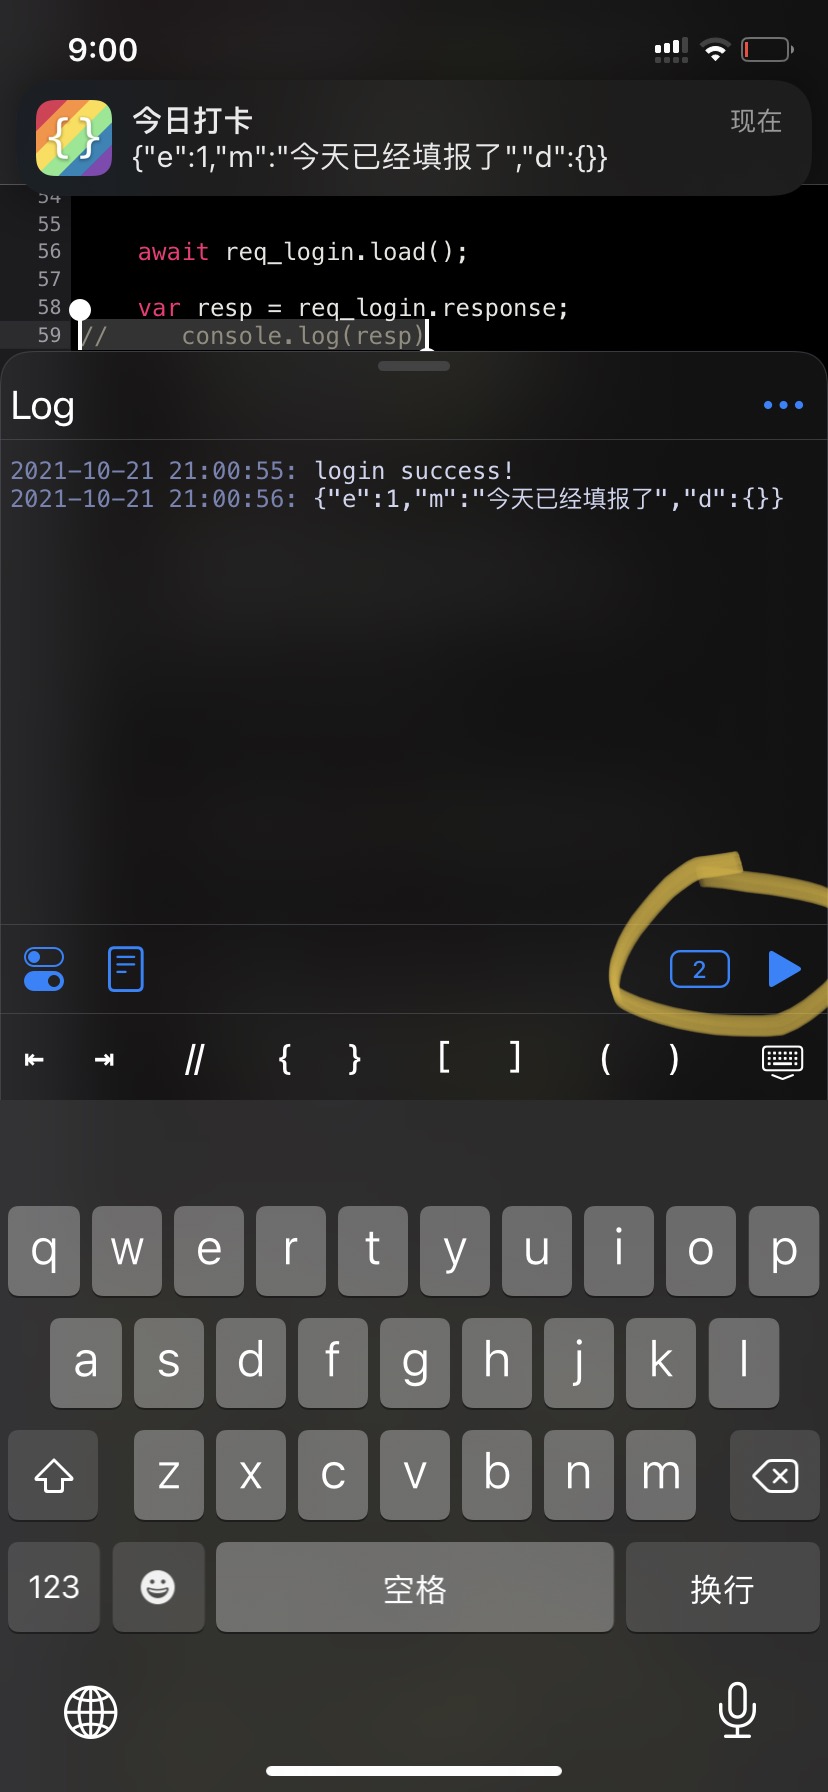 9:00
今日打卡 现在
{"e":1,"m":"今天已经填报了","d":{}}
54
55
56 await req_login.load();
57
58 var resp = req_login.response;
59 // console.log(resp)
Log
2021-10-21 21:00:55: login success!
2021-10-21 21:00:56: {"e":1,"m":"今天已经填报了","d":{}}
2
// { } [ ] ( )
q w e r t y u i o p
a s d f g h j k l
z x c v b n m
123 空格 换行